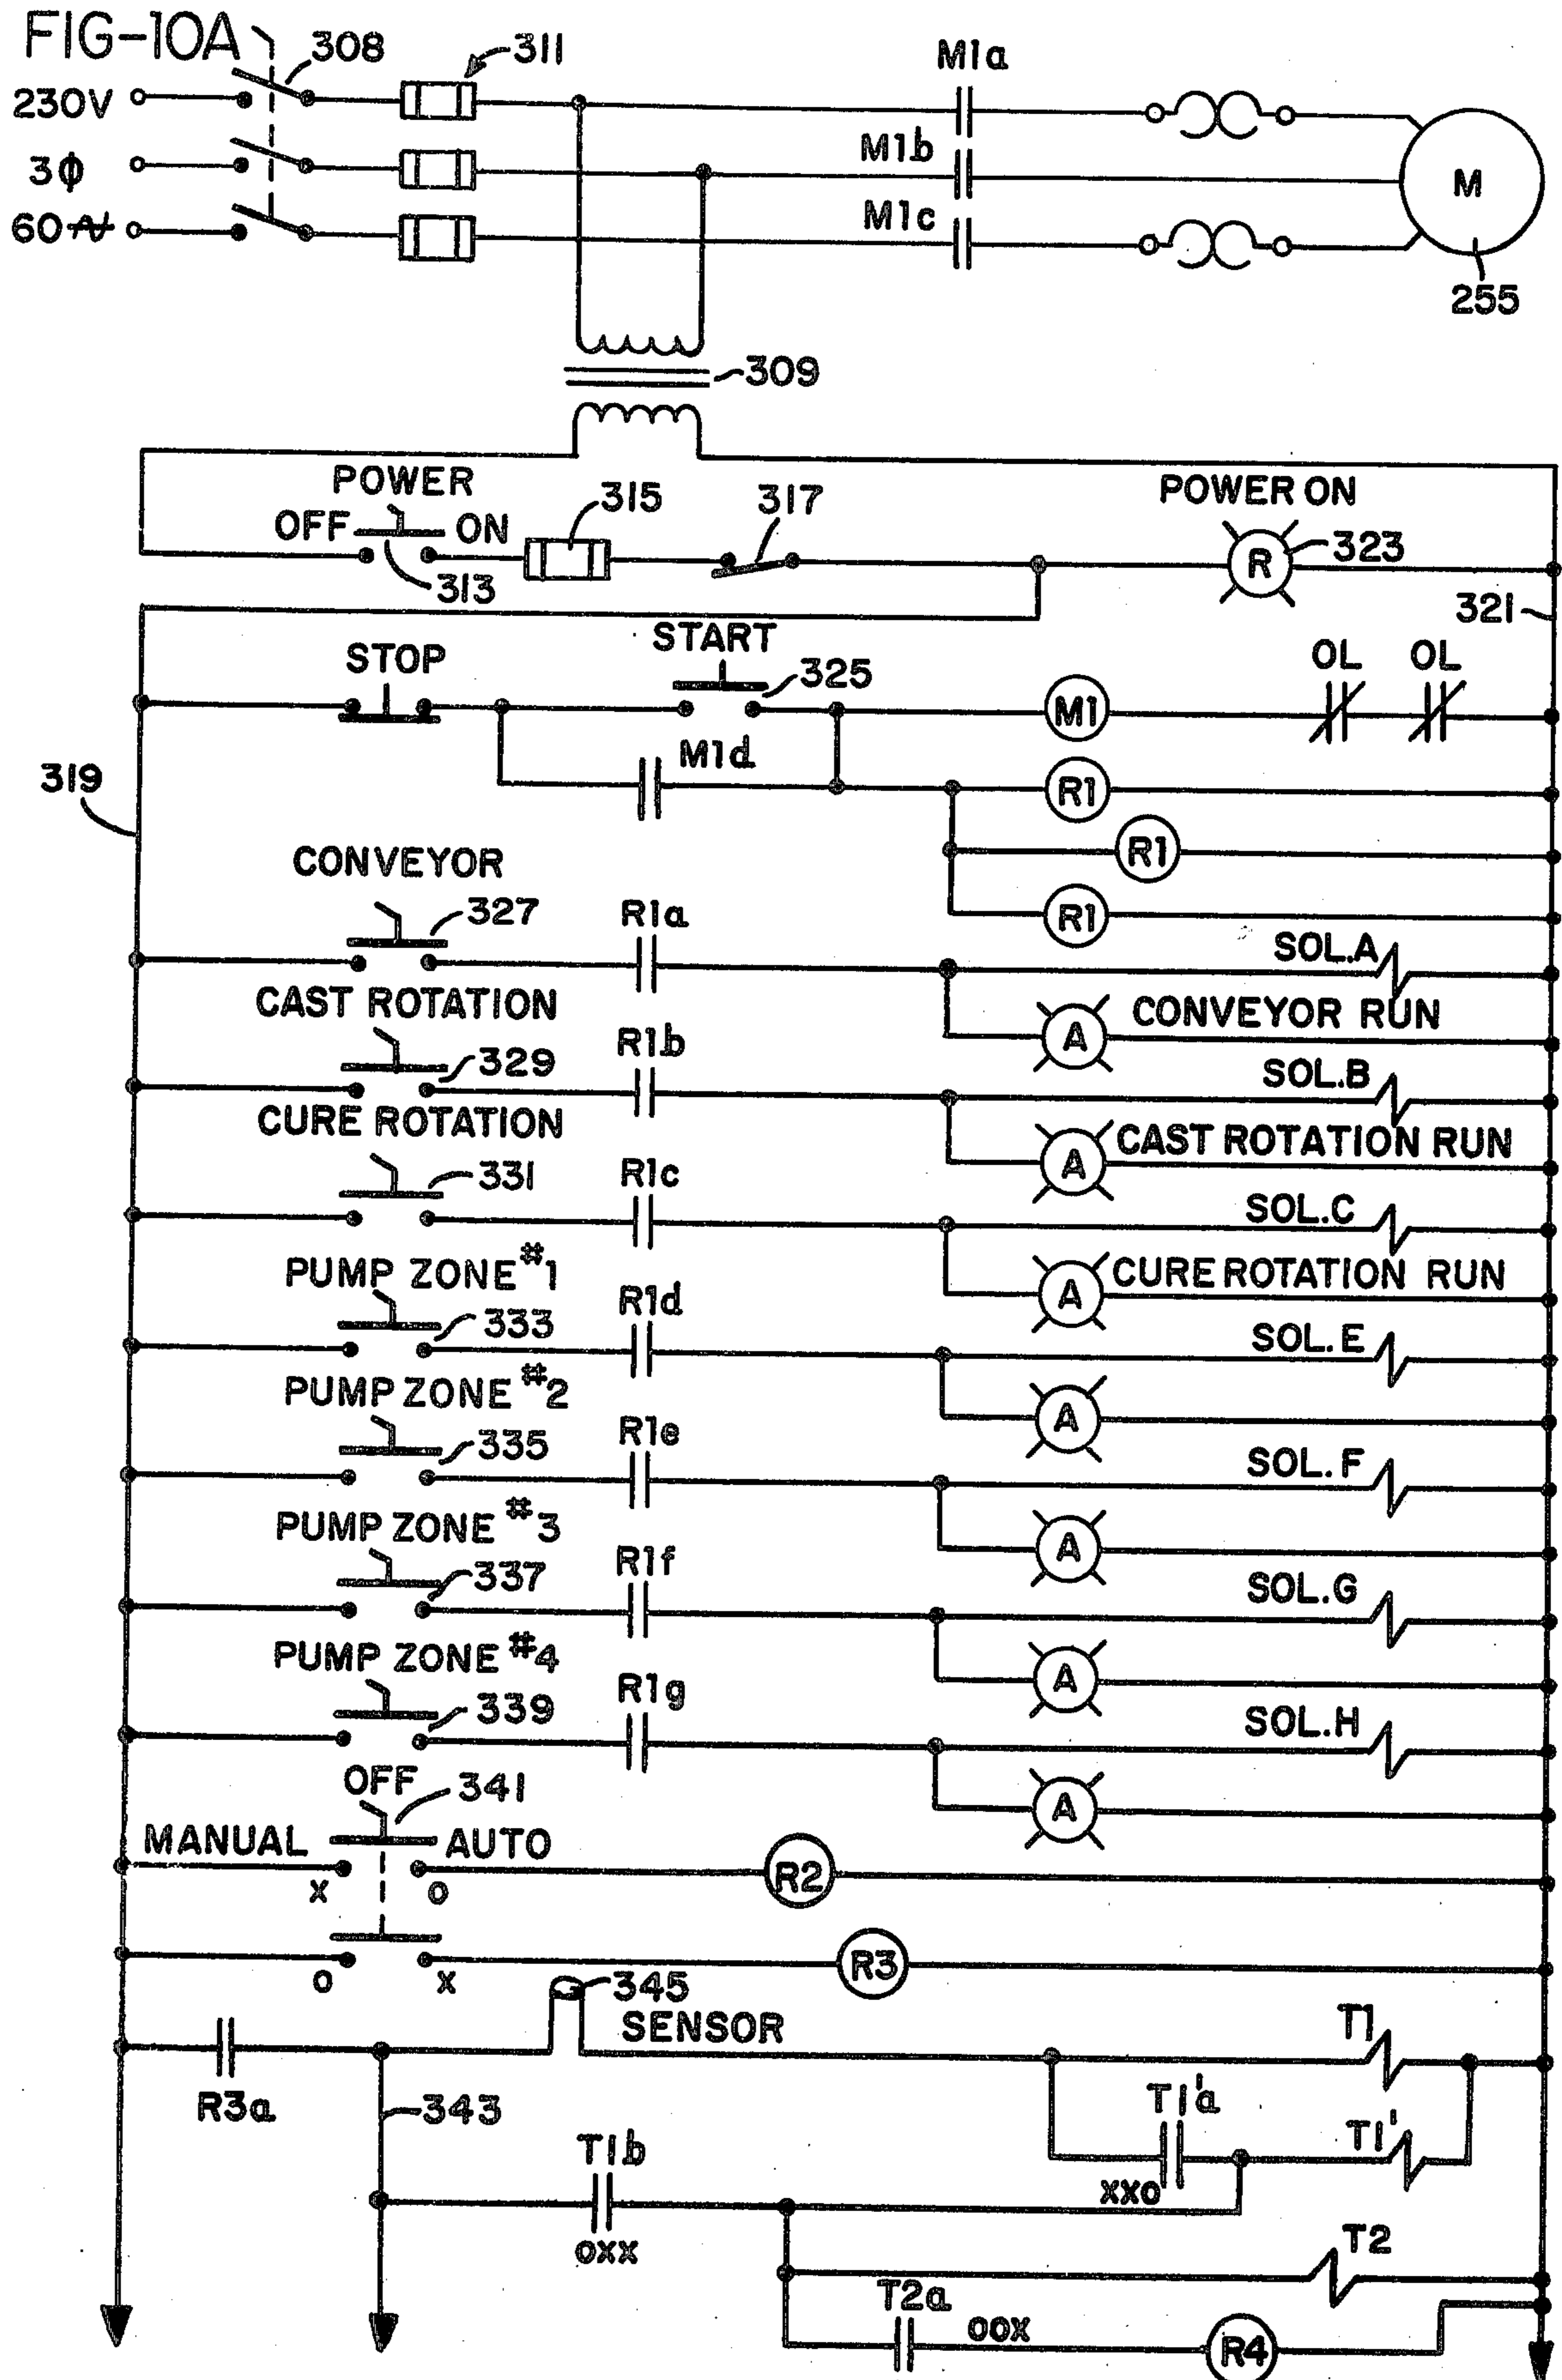 FIG-10A
308
311
M1a
230V
M1b
3ϕ
M
M1c
60
255
309
POWER
315
317
POWER ON
OFF
ON
R
323
313
321
STOP
START
325
OL
OL
M1
M1d
319
R1
CONVEYOR
R1
327
R1a
R1
SOL.A
CAST ROTATION
A
CONVEYOR RUN
329
R1b
SOL.B
CURE ROTATION
A
CAST ROTATION RUN
331
R1c
SOL.C
PUMP ZONE #1
A
CURE ROTATION RUN
333
R1d
SOL.E
PUMP ZONE #2
A
335
R1e
SOL.F
PUMP ZONE #3
A
337
R1f
SOL.G
PUMP ZONE #4
A
339
R1g
SOL.H
OFF
341
A
MANUAL
AUTO
R2
X
O
R3
O
X
345
SENSOR
T1
R3a
343
T1'a
T1'
T1b
XXO
OXX
T2
T2a
OOX
R4